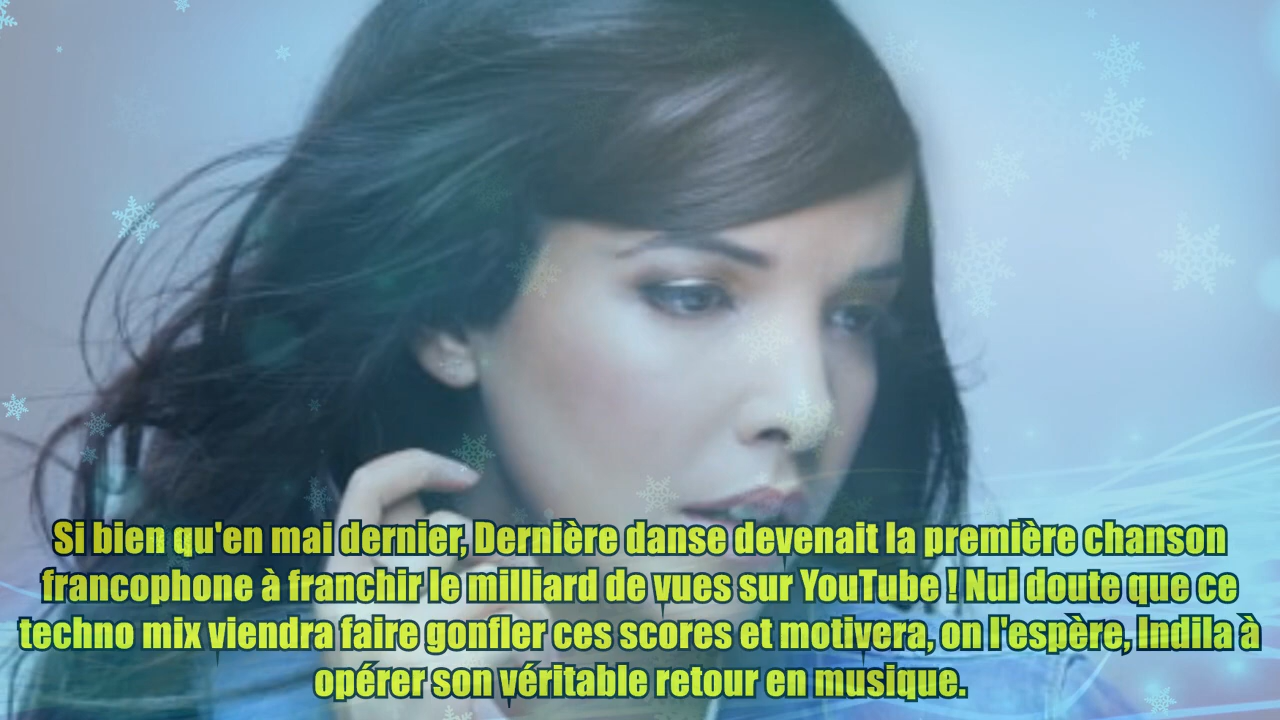 Si bien qu'en mai dernier, Dernière danse devenait la première chanson
francophone à franchir le milliard de vues sur YouTube ! Nul doute que ce
techno mix viendra faire gonfler ces scores et motivera, on l'espère, Indila à
opérer son véritable retour en musique.